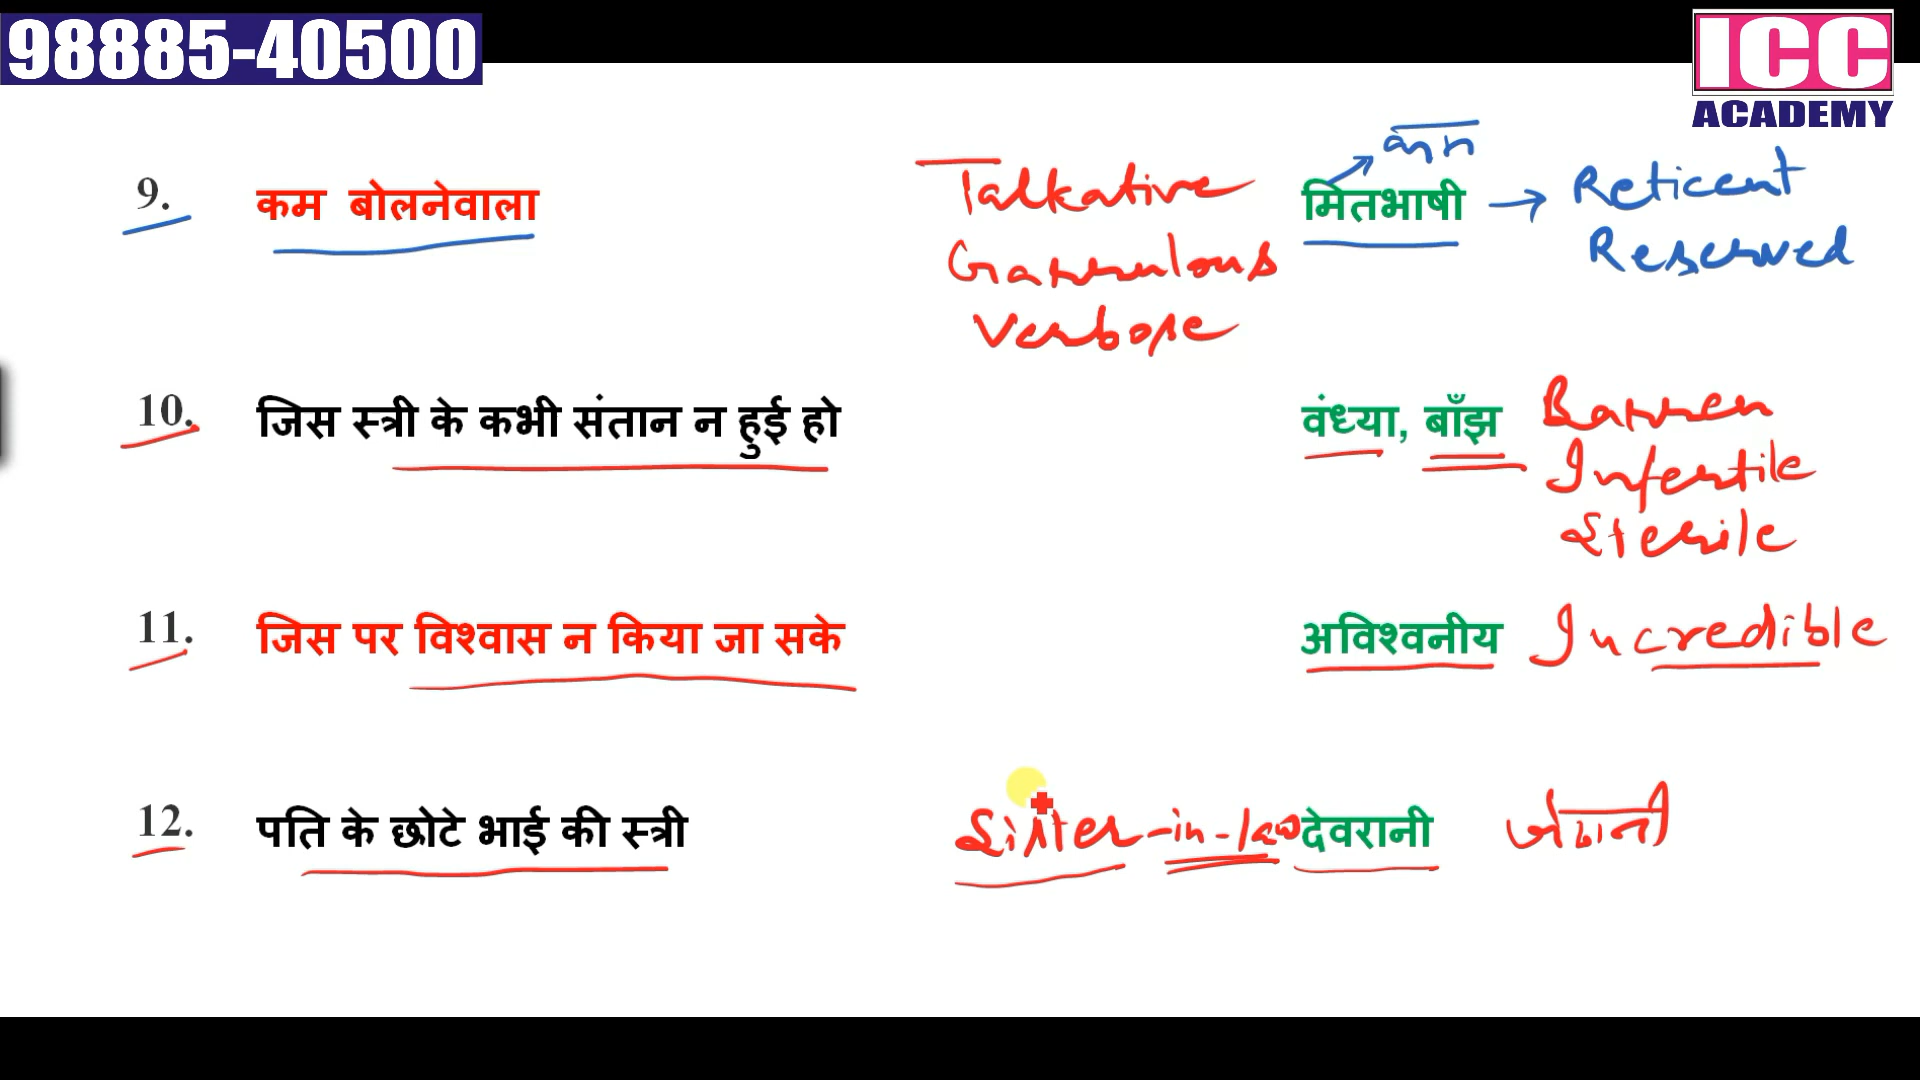 98885-40500
ICC
ACADEMY
9. कम बोलनेवाला
मितभाषी
कम
Talkative
Garrulous
Verbose
Reticent
Reserved
10. जिस स्त्री के कभी संतान न हुई हो
वंध्या, बाँझ
Barren
Infertile
Sterile
11. जिस पर विश्वास न किया जा सके
अविश्वनीय
Incredible
12. पति के छोटे भाई की स्त्री
Sister-in-law
देवरानी
जेठानी